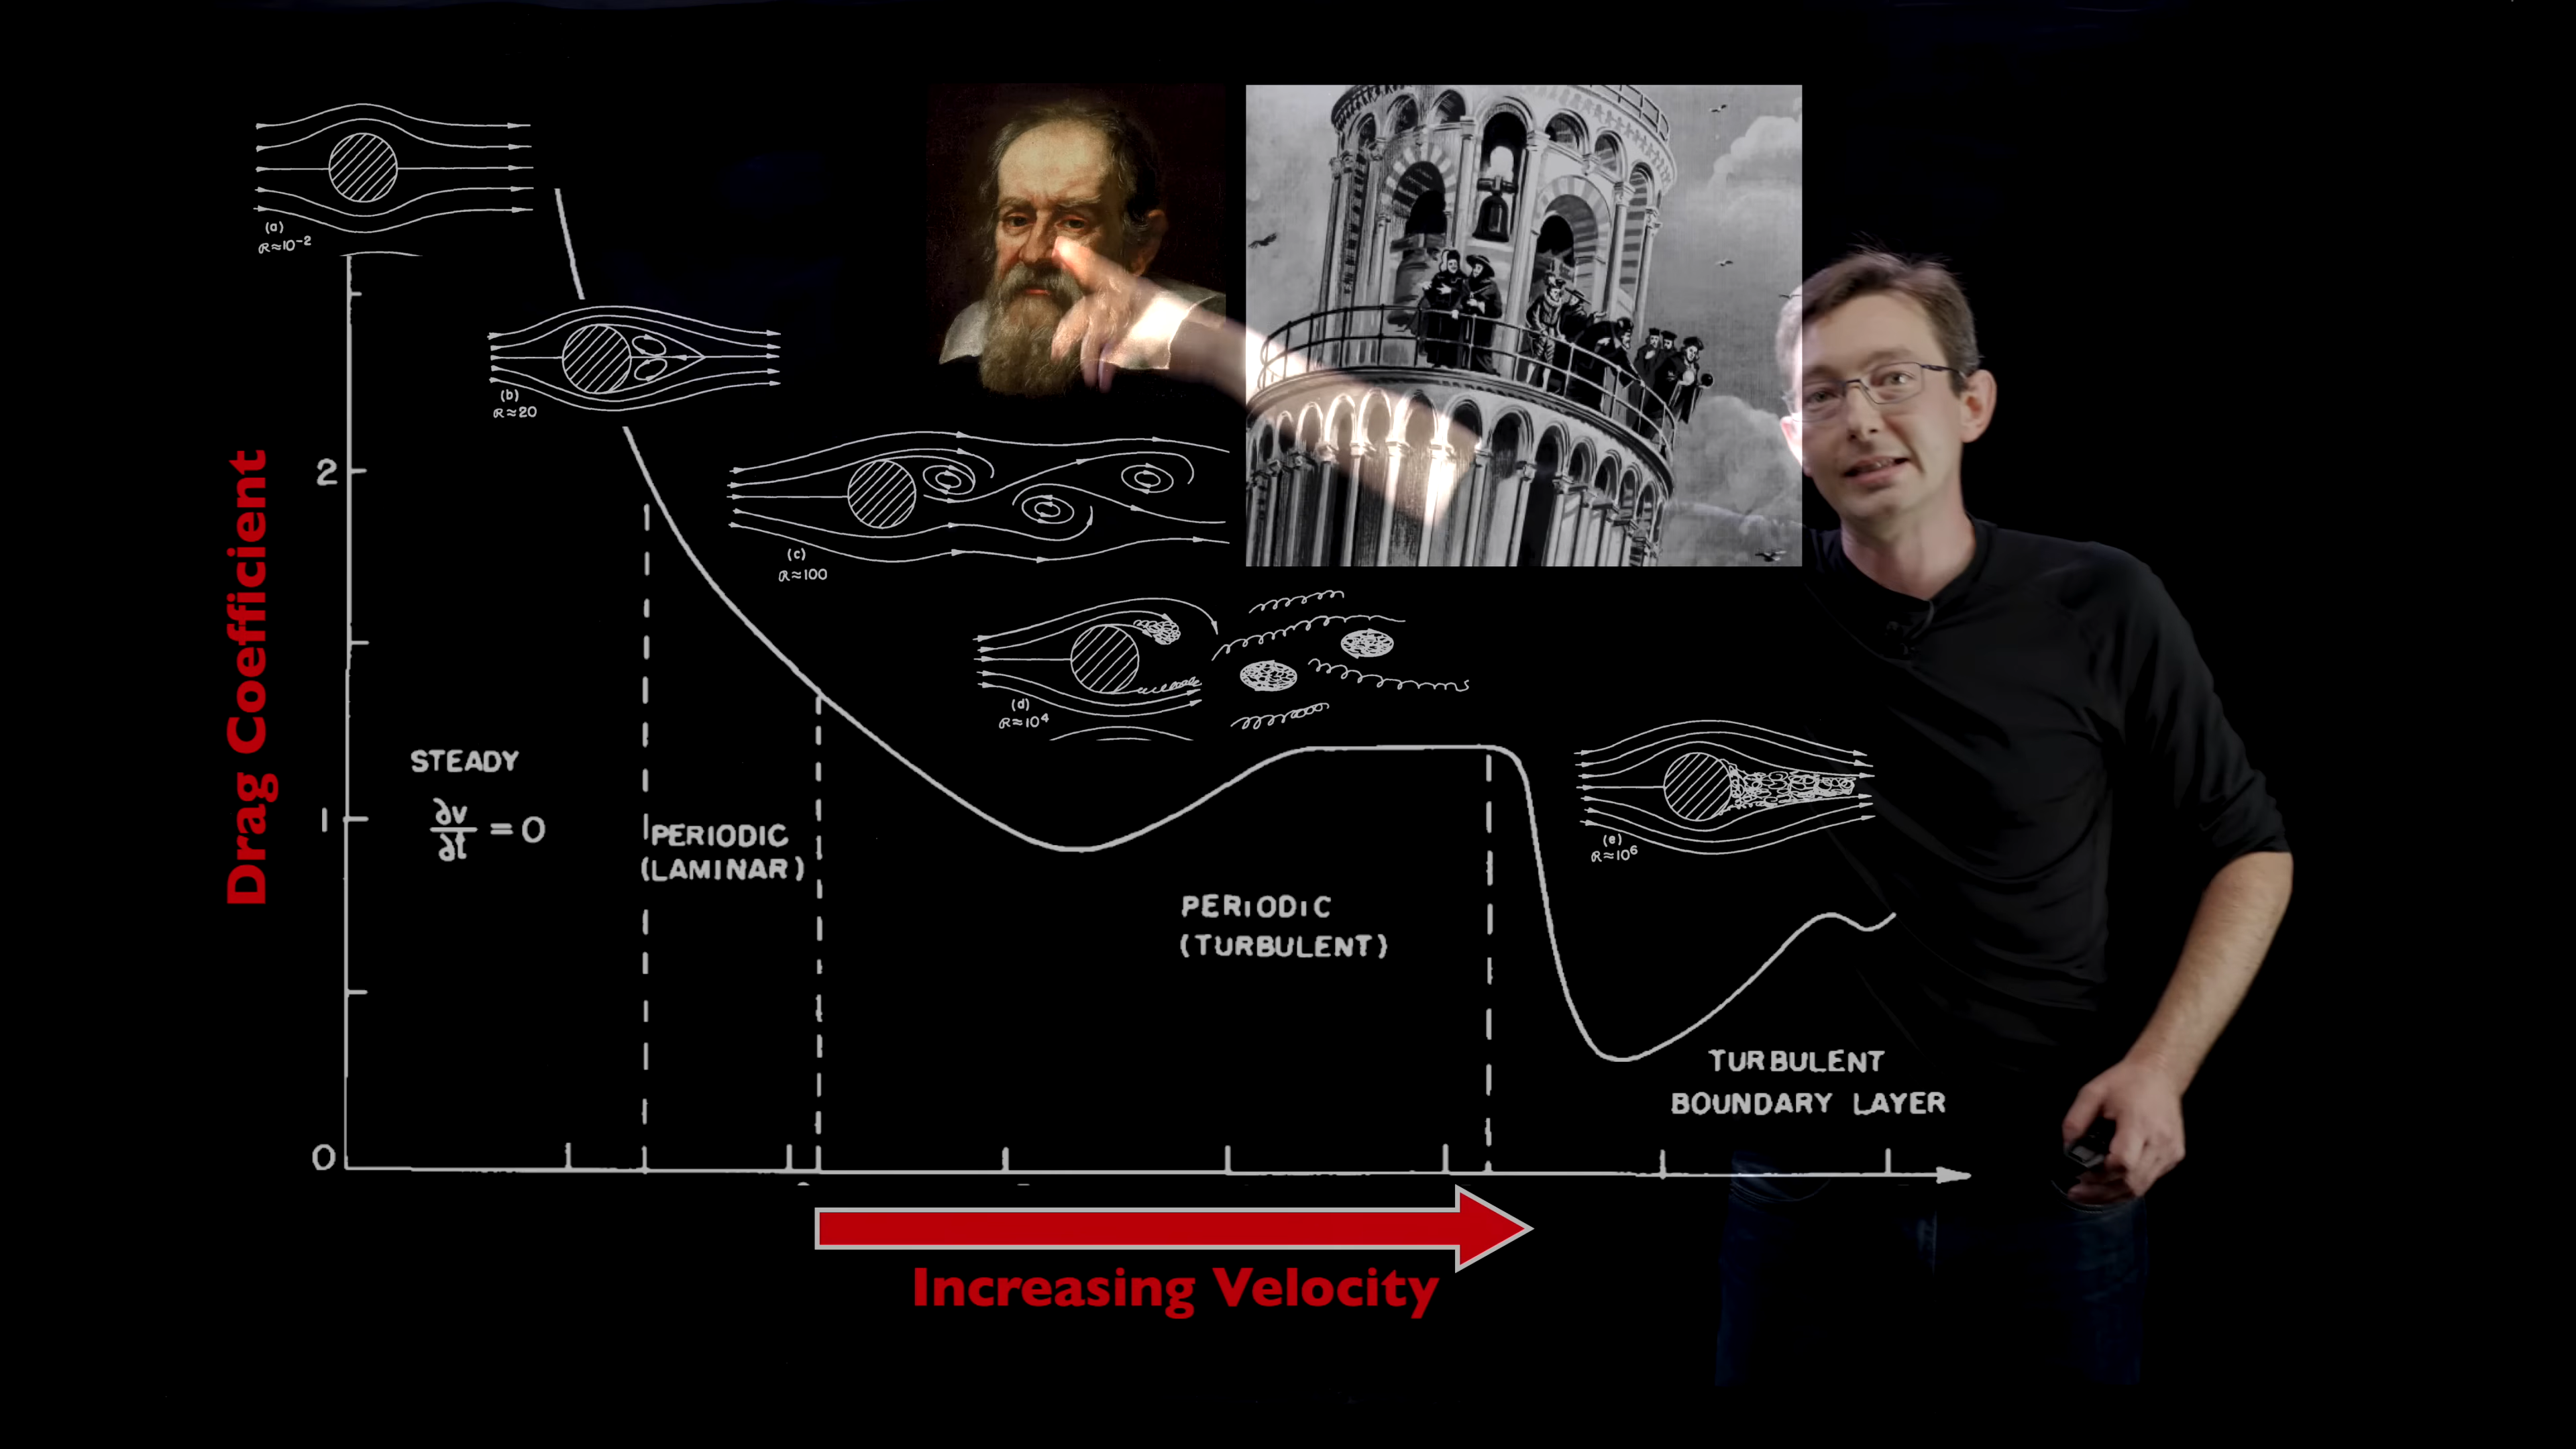 (a)
ℛ≈10⁻²
(b)
ℛ≈20
(c)
ℛ≈100
(d)
ℛ≈10⁴
(e)
ℛ≈10⁶
Drag Coefficient
2
1
0
STEADY
∂v/∂t = 0
PERIODIC
(LAMINAR)
PERIODIC
(TURBULENT)
TURBULENT
BOUNDARY LAYER
Increasing Velocity